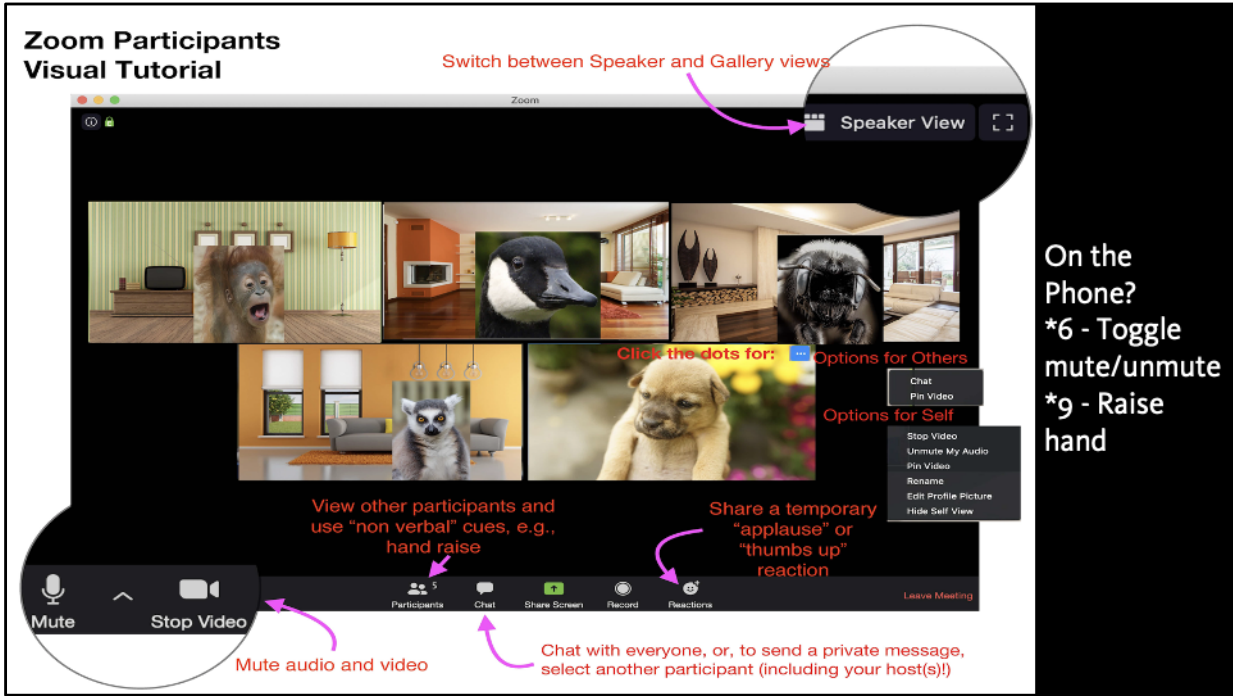 Zoom Participants
Visual Tutorial
Switch between Speaker and Gallery views
Zoom
Speaker View
Click the dots for:
Options for Others
Chat
Pin Video
Options for Self
Stop Video
Unmute My Audio
Pin Video
Rename
Edit Profile Picture
Hide Self View
View other participants and
use “non verbal” cues, e.g.,
hand raise
Share a temporary
“applause” or
“thumbs up”
reaction
Mute
Stop Video
5
Participants
Chat
Share Screen
Record
Reactions
Leave Meeting
Mute audio and video
Chat with everyone, or, to send a private message,
select another participant (including your host(s)!)
On the
Phone?
*6 - Toggle
mute/unmute
*9 - Raise
hand